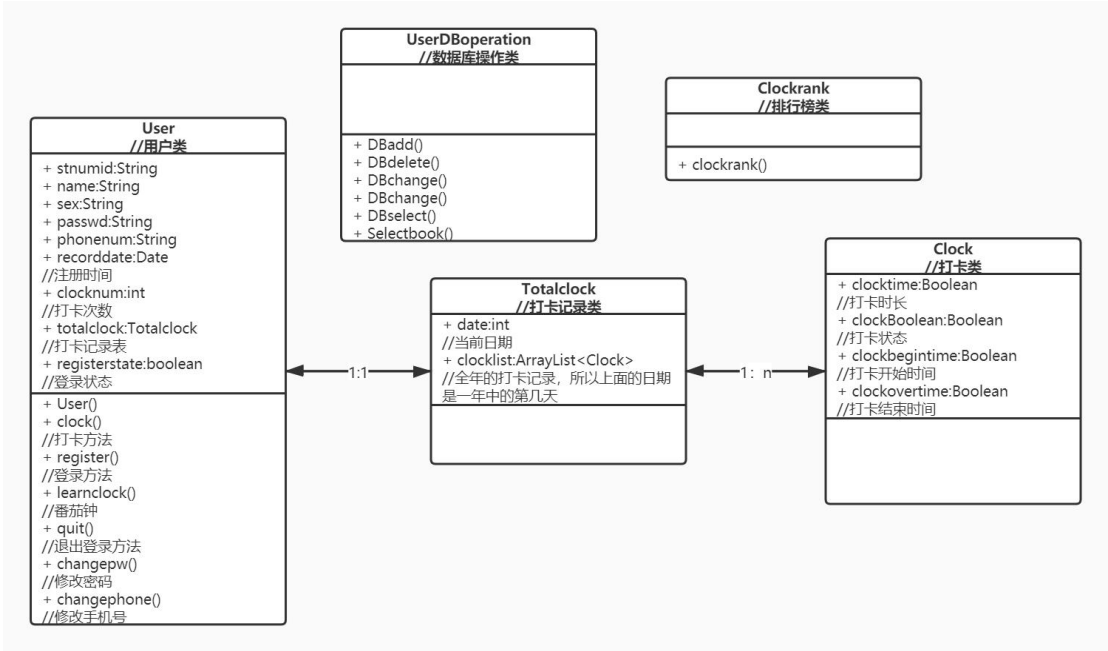 UserDBoperation
//数据库操作类
+ DBadd()
+ DBdelete()
+ DBchange()
+ DBchange()
+ DBselect()
+ Selectbook()
Clockrank
//排行榜类
+ clockrank()
User
//用户类
+ stnumid:String
+ name:String
+ sex:String
+ passwd:String
+ phonenum:String
+ recorddate:Date
//注册时间
+ clocknum:int
//打卡次数
+ totalclock:Totalclock
//打卡记录表
+ registerstate:boolean
//登录状态
+ User()
+ clock()
//打卡方法
+ register()
//登录方法
+ learnclock()
//番茄钟
+ quit()
//退出登录方法
+ changepw()
//修改密码
+ changephone()
//修改手机号
1:1
Totalclock
//打卡记录类
+ date:int
//当前日期
+ clocklist:ArrayList<Clock>
//全年的打卡记录，所以上面的日期
是一年中的第几天
1：n
Clock
//打卡类
+ clocktime:Boolean
//打卡时长
+ clockBoolean:Boolean
//打卡状态
+ clockbegintime:Boolean
//打卡开始时间
+ clockovertime:Boolean
//打卡结束时间